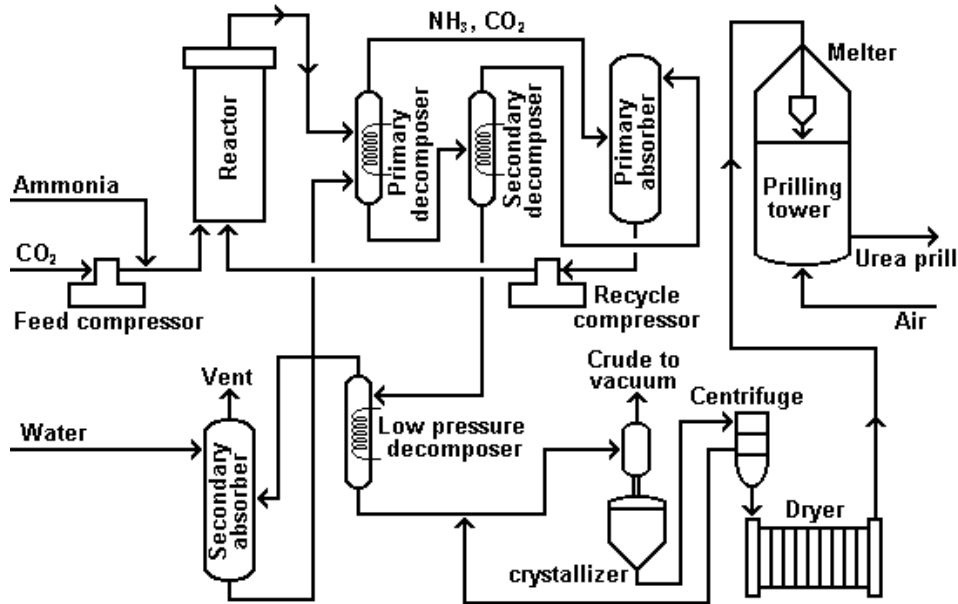 NH₃, CO₂
Melter
Reactor
Primary
decomposer
Secondary
decomposer
Primary
absorber
Ammonia
Prilling
tower
CO₂
Urea prill
Feed compressor
Recycle
compressor
Air
Vent
Crude to
vacuum
Centrifuge
Water
Low pressure
decomposer
Secondary
absorber
Dryer
crystallizer